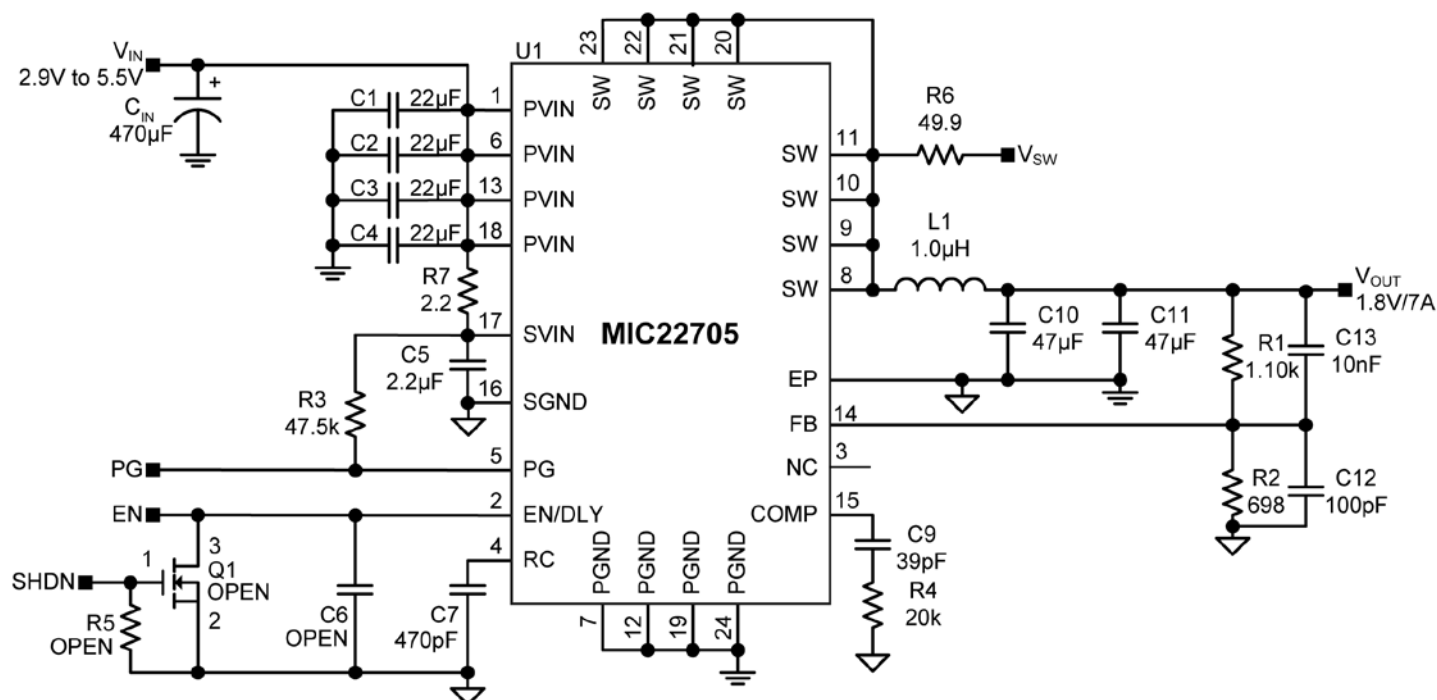 23
22
21
20
U1
V_IN
2.9V to 5.5V
C_IN
470µF
+
SW
SW
SW
SW
C1 22µF
1
PVIN
C2 22µF
6
PVIN
C3 22µF
13
PVIN
C4 22µF
18
PVIN
R7
2.2
17
SVIN
C5
2.2µF
16
SGND
R3
47.5k
PG
5
PG
EN
2
EN/DLY
4
RC
SHDN
1
3
Q1
OPEN
2
R5
OPEN
C6
OPEN
C7
470pF
MIC22705
PGND
PGND
PGND
PGND
7
12
19
24
SW
11
R6
49.9
V_SW
SW
10
SW
9
SW
8
L1
1.0µH
V_OUT
1.8V/7A
C10
47µF
C11
47µF
R1
1.10k
C13
10nF
EP
FB
14
NC
3
COMP
15
R2
698
C12
100pF
C9
39pF
R4
20k